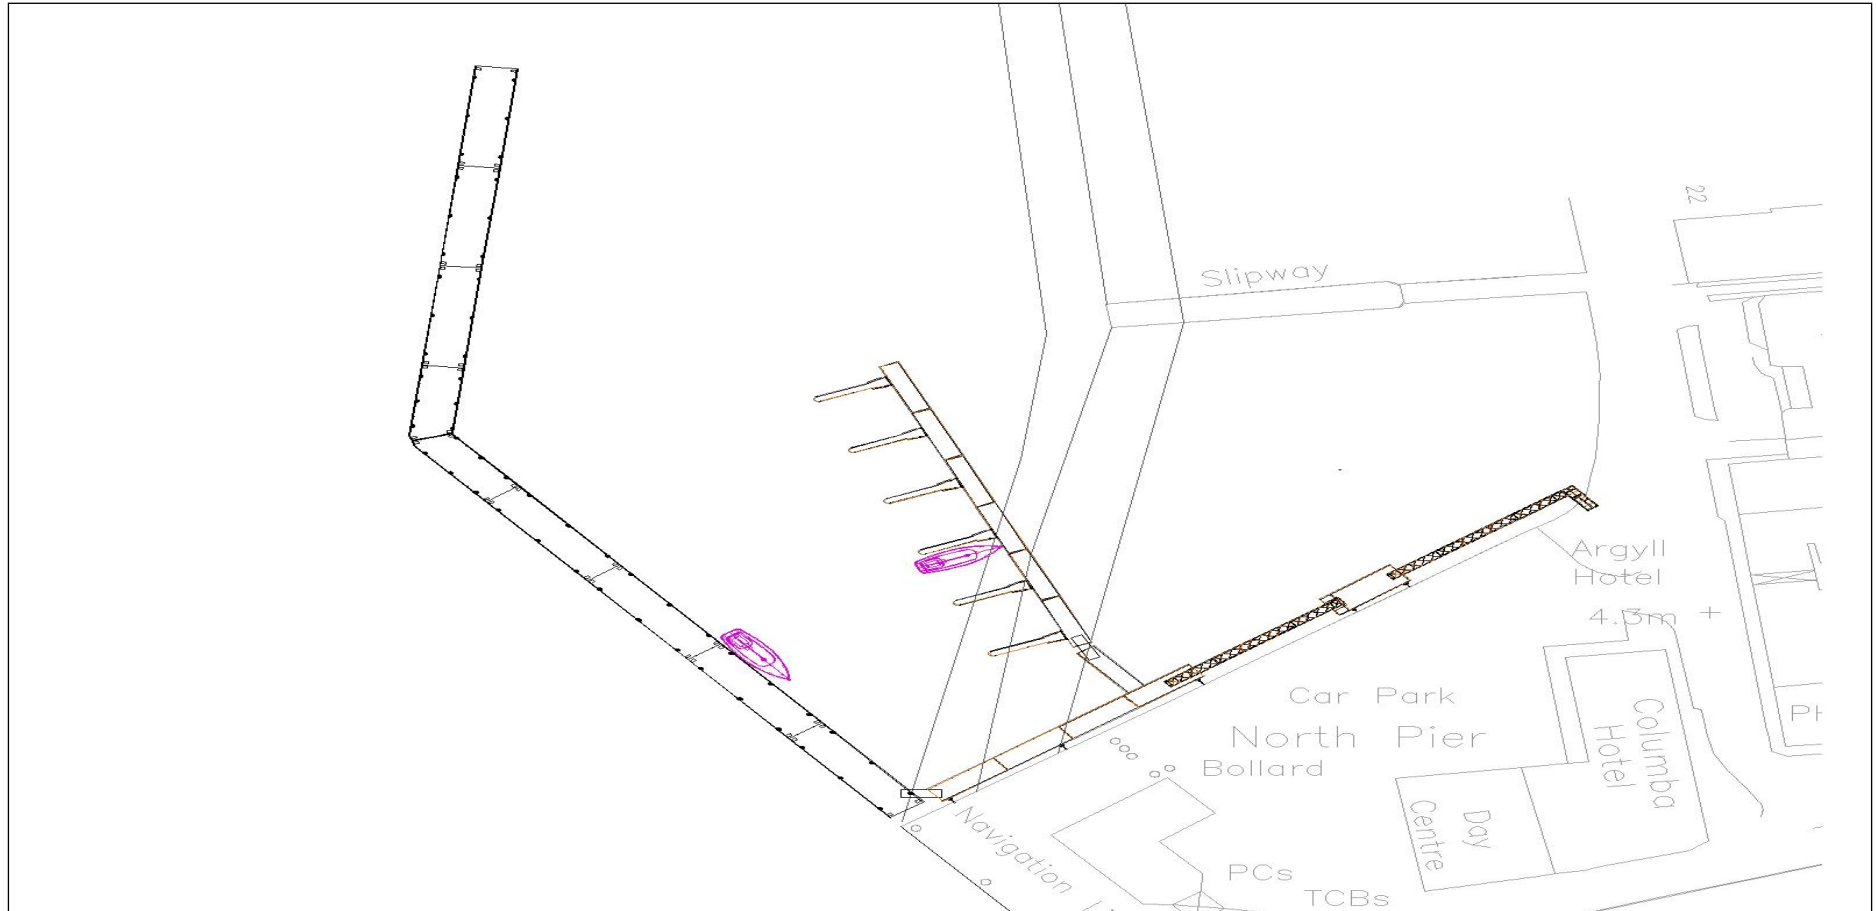 22
Slipway
Argyll
Hotel
4.3m +
Car Park
North Pier
Bollard
Columba
Hotel
Day
Centre
Navigation
PCs
TCBs